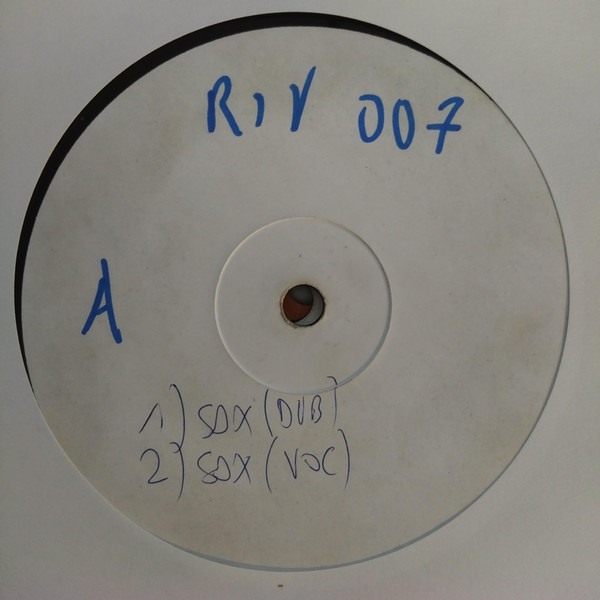 RIV 007
A
1) SDX (DUB)
2) SDX (VOC)